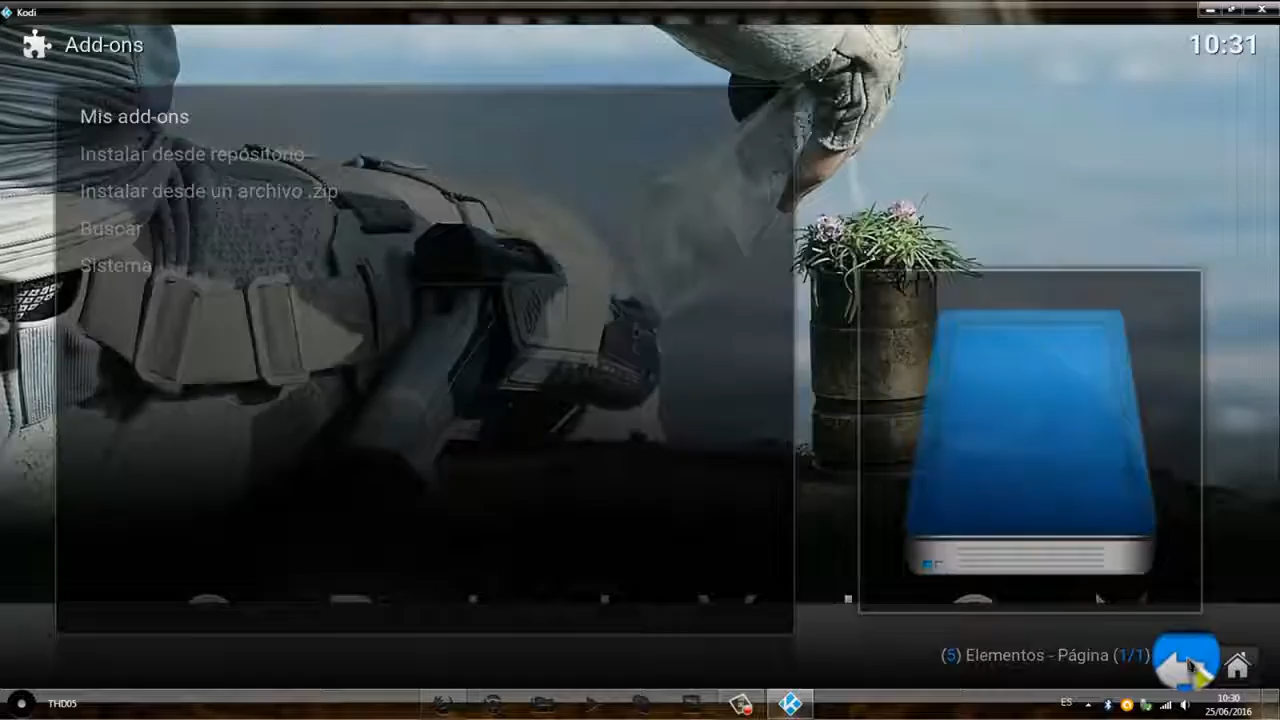 Kodi
Add-ons
10:31
Mis add-ons
Instalar desde repositorio
Instalar desde un archivo .zip
Buscar
Sistema
(5) Elementos - Página (1/1)
THD05
ES
10:30
25/06/2016